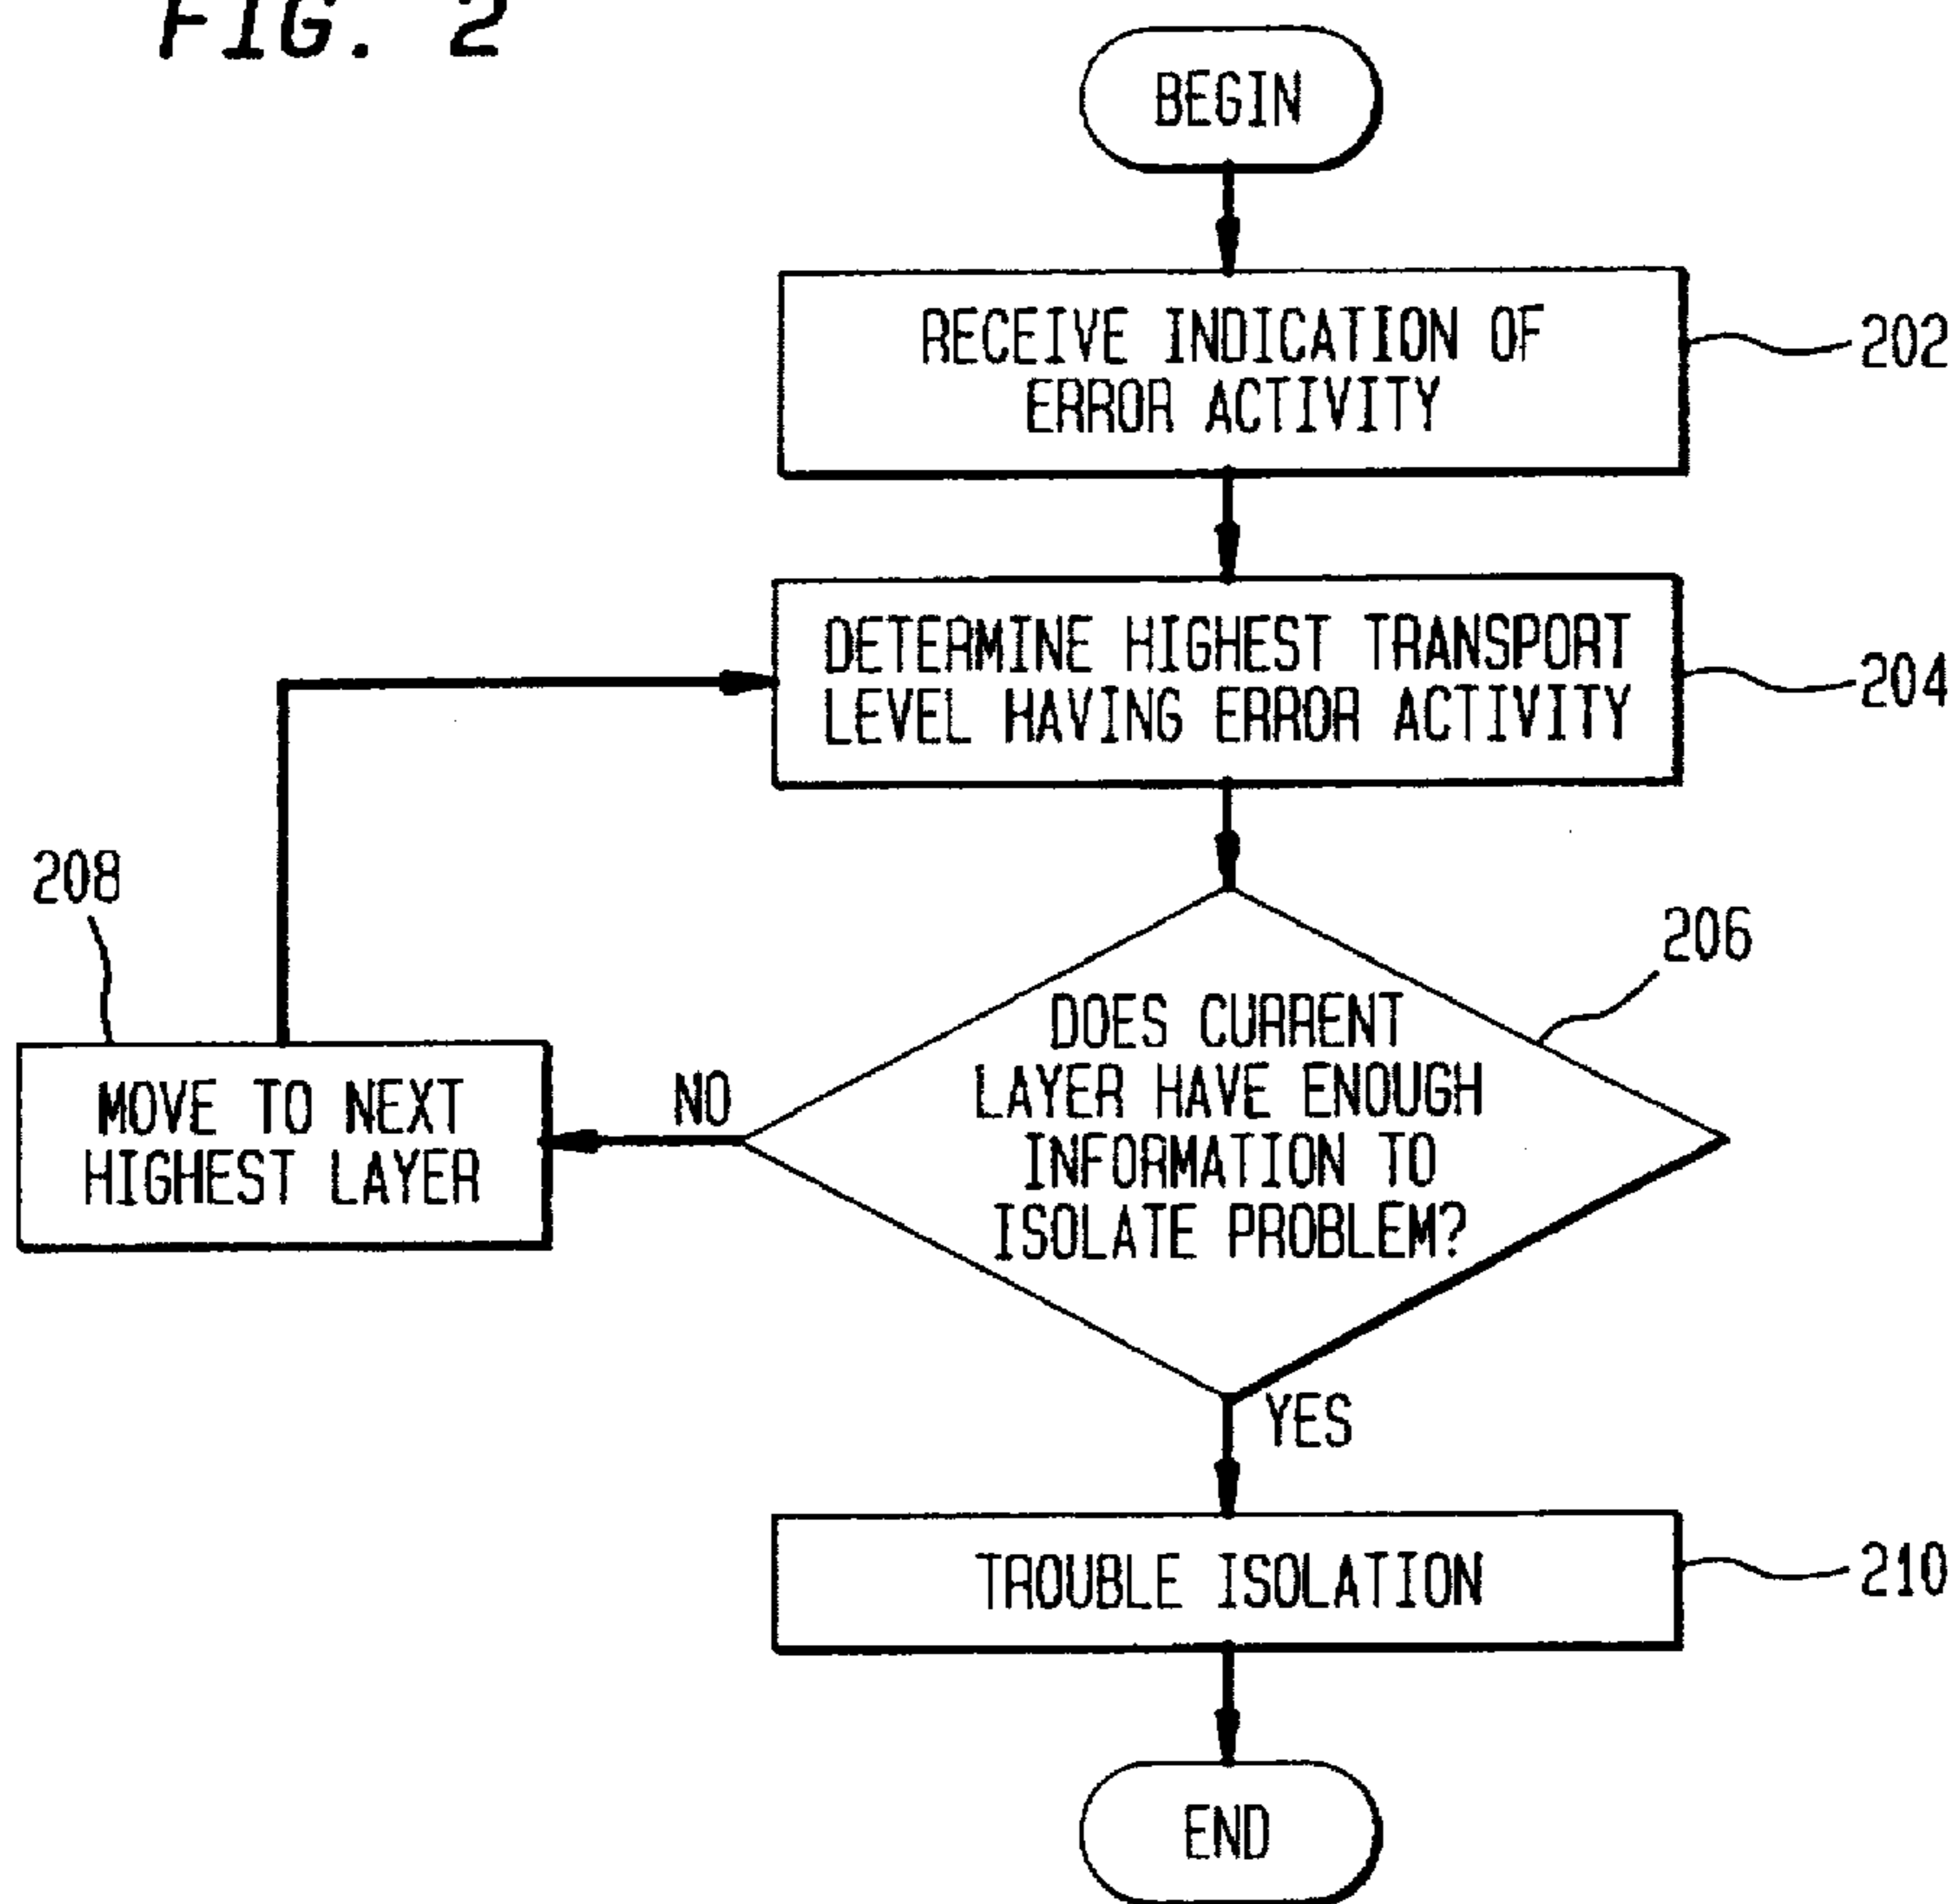 FIG. 2
BEGIN
RECEIVE INDICATION OF
ERROR ACTIVITY
202
DETERMINE HIGHEST TRANSPORT
LEVEL HAVING ERROR ACTIVITY
204
208
206
DOES CURRENT
LAYER HAVE ENOUGH
INFORMATION TO
ISOLATE PROBLEM?
NO
MOVE TO NEXT
HIGHEST LAYER
YES
TROUBLE ISOLATION
210
END